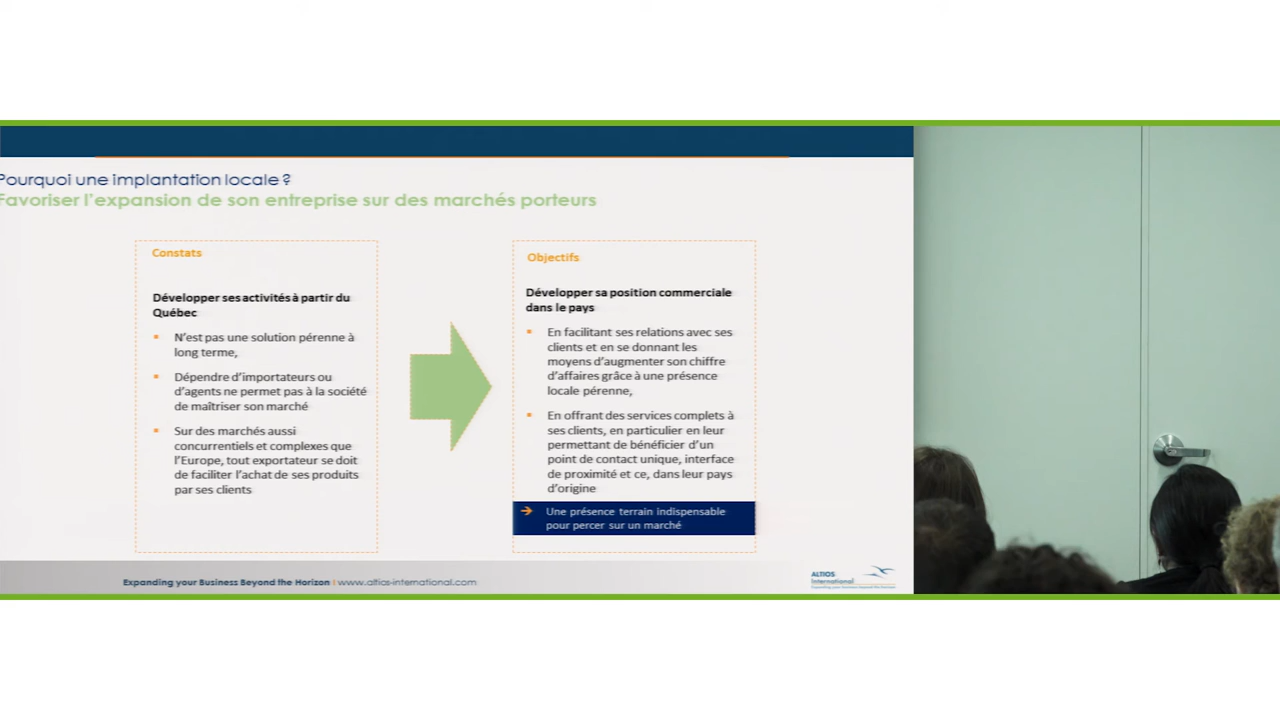 Pourquoi une implantation locale ?
Favoriser l'expansion de son entreprise sur des marchés porteurs
Constats
Développer ses activités à partir du
Québec
N'est pas une solution pérenne à
long terme,
Dépendre d'importateurs ou
d'agents ne permet pas à la société
de maîtriser son marché
Sur des marchés aussi
concurrentiels et complexes que
l'Europe, tout exportateur se doit
de faciliter l'achat de ses produits
par ses clients
Objectifs
Développer sa position commerciale
dans le pays
En facilitant ses relations avec ses
clients et en se donnant les
moyens d'augmenter son chiffre
d'affaires grâce à une présence
locale pérenne,
En offrant des services complets à
ses clients, en particulier en leur
permettant de bénéficier d'un
point de contact unique, interface
de proximité et ce, dans leur pays
d'origine
→ Une présence terrain indispensable
pour percer sur un marché
Expanding your Business Beyond the Horizon I www.altios-international.com
ALTIOS
International
Expanding your business beyond the horizon